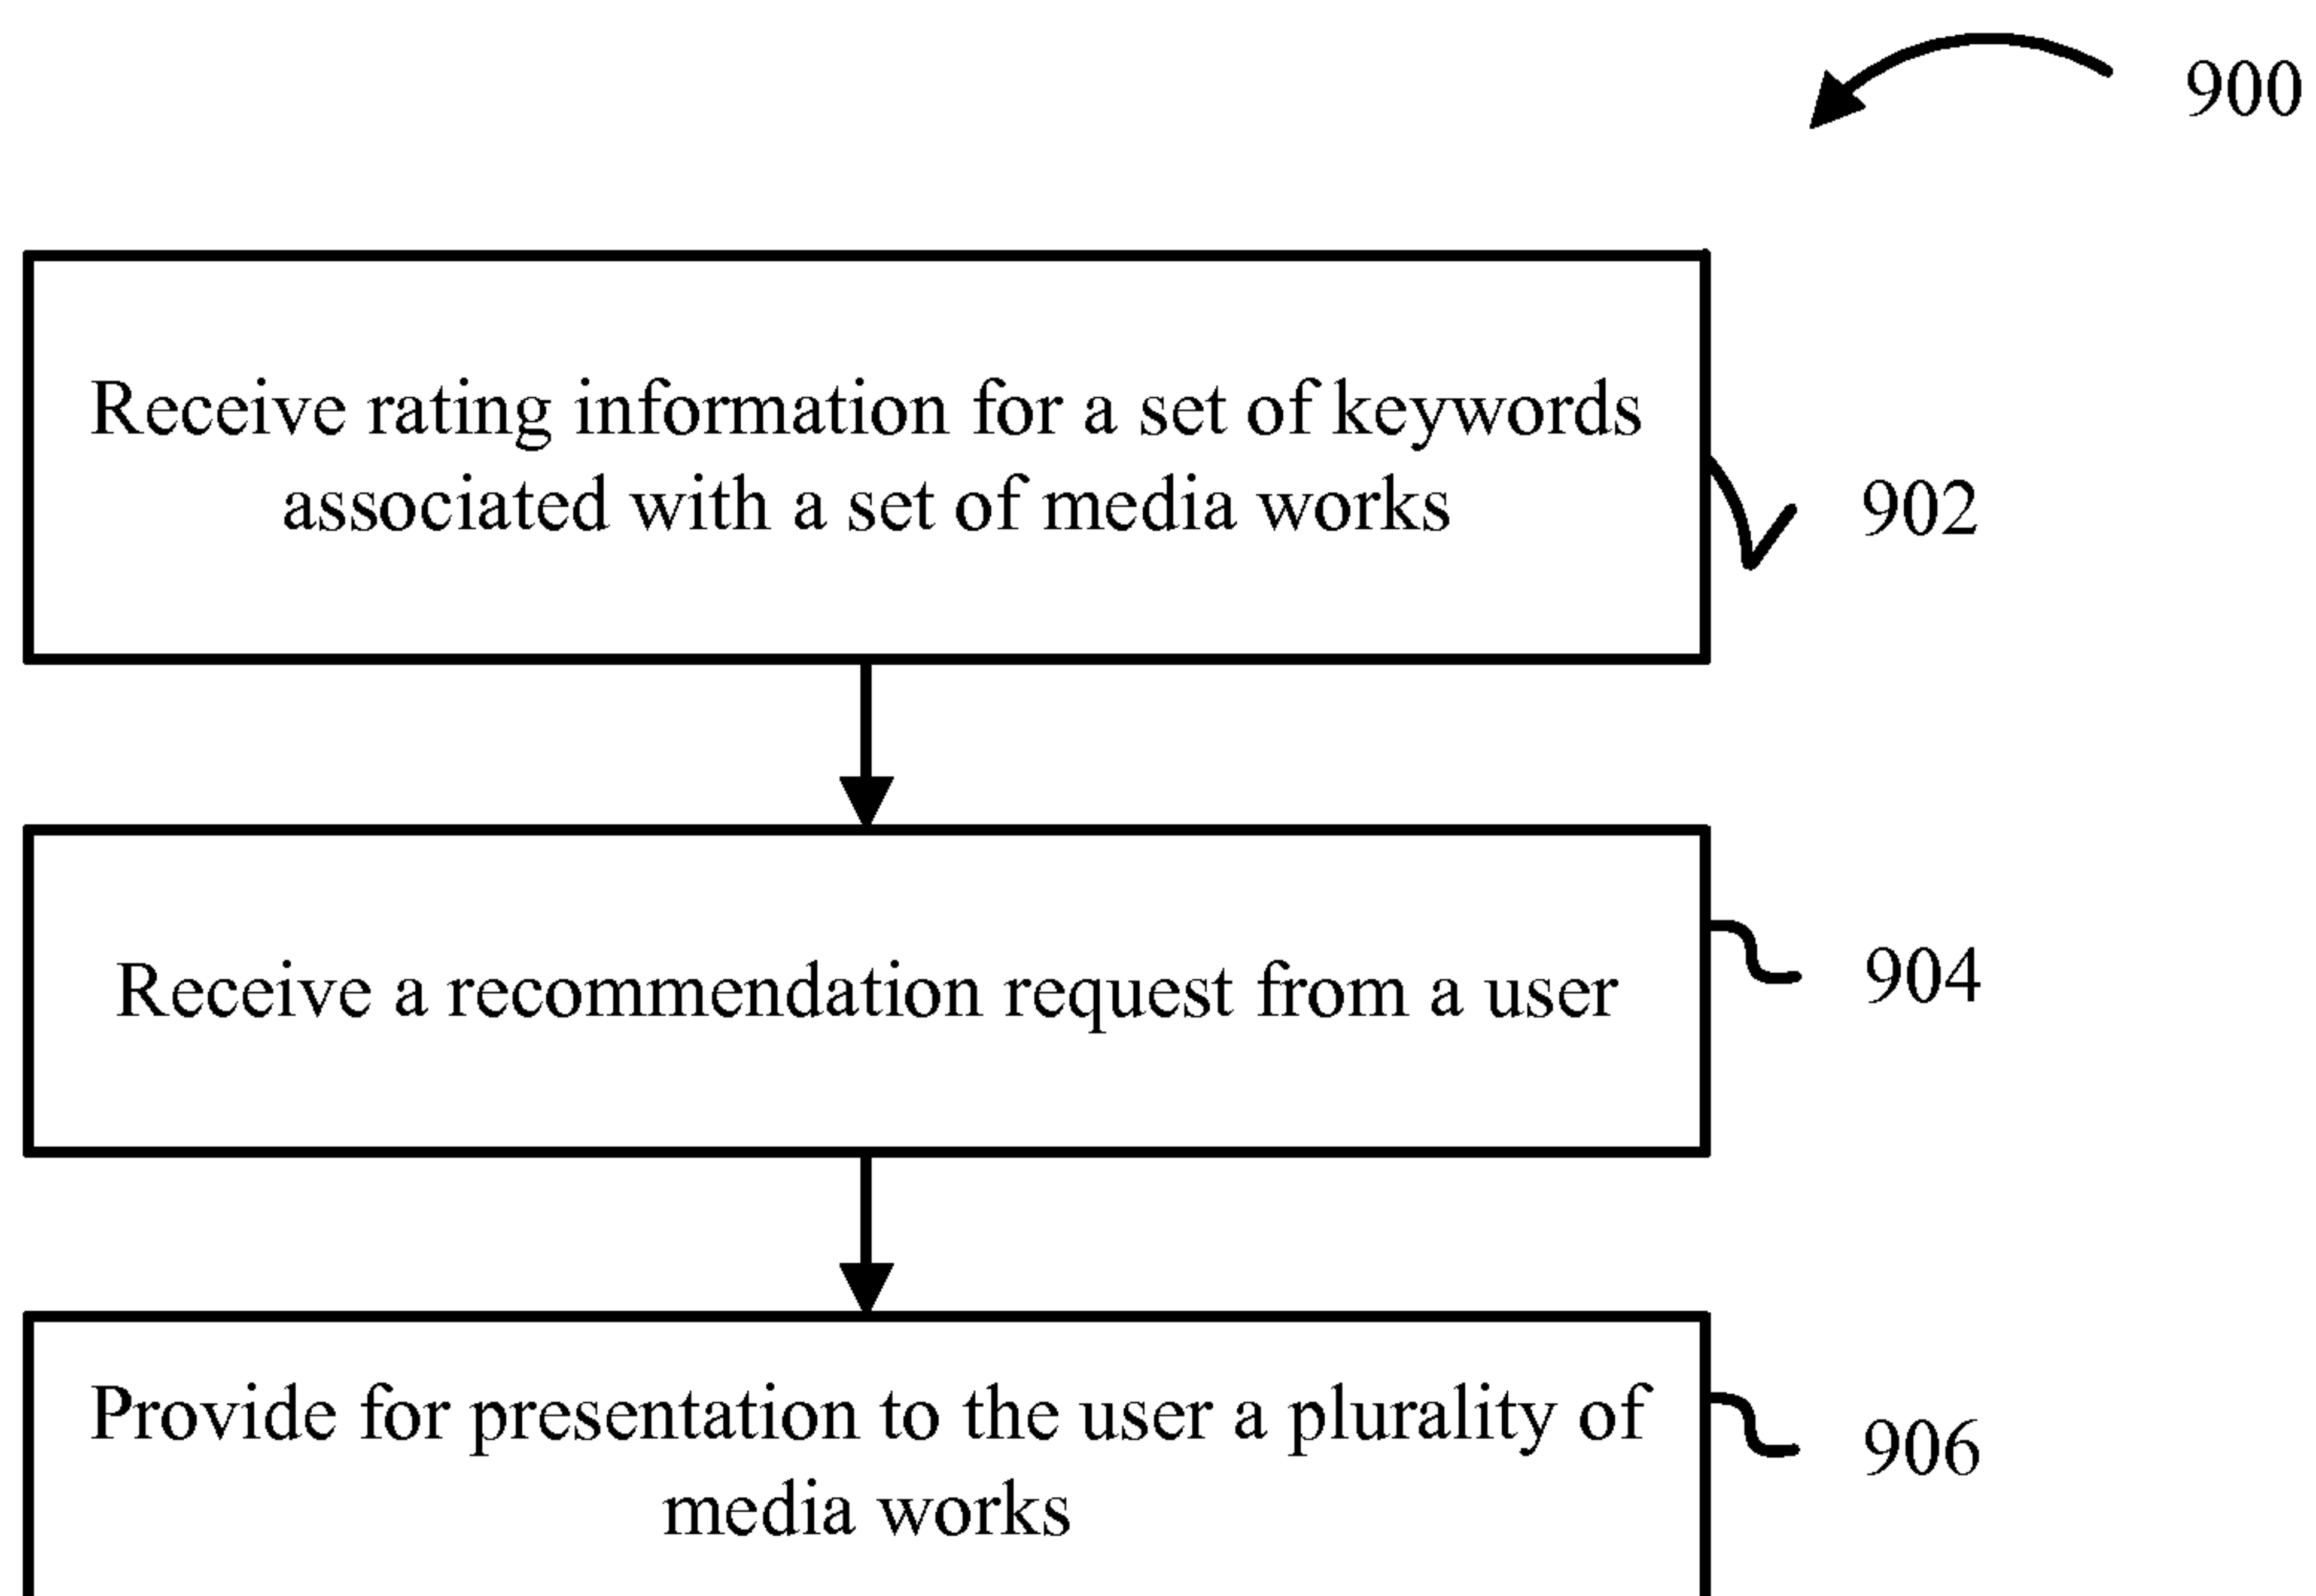 900
Receive rating information for a set of keywords
associated with a set of media works
902
Receive a recommendation request from a user
904
Provide for presentation to the user a plurality of
media works
906